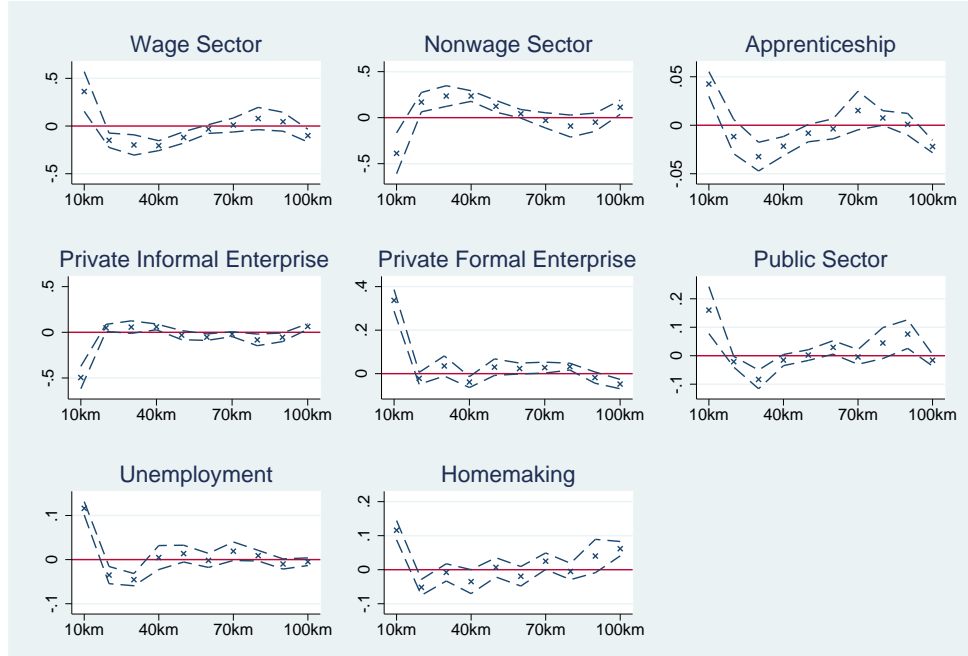 Wage Sector
.5
0
-.5
10km 40km 70km 100km
Nonwage Sector
.5
0
-.5
10km 40km 70km 100km
Apprenticeship
.05
0
-.05
10km 40km 70km 100km
Private Informal Enterprise
.5
0
-.5
10km 40km 70km 100km
Private Formal Enterprise
.4
.2
0
10km 40km 70km 100km
Public Sector
.2
.1
0
-.1
10km 40km 70km 100km
Unemployment
.1
0
-.1
10km 40km 70km 100km
Homemaking
.2
.1
0
-.1
10km 40km 70km 100km